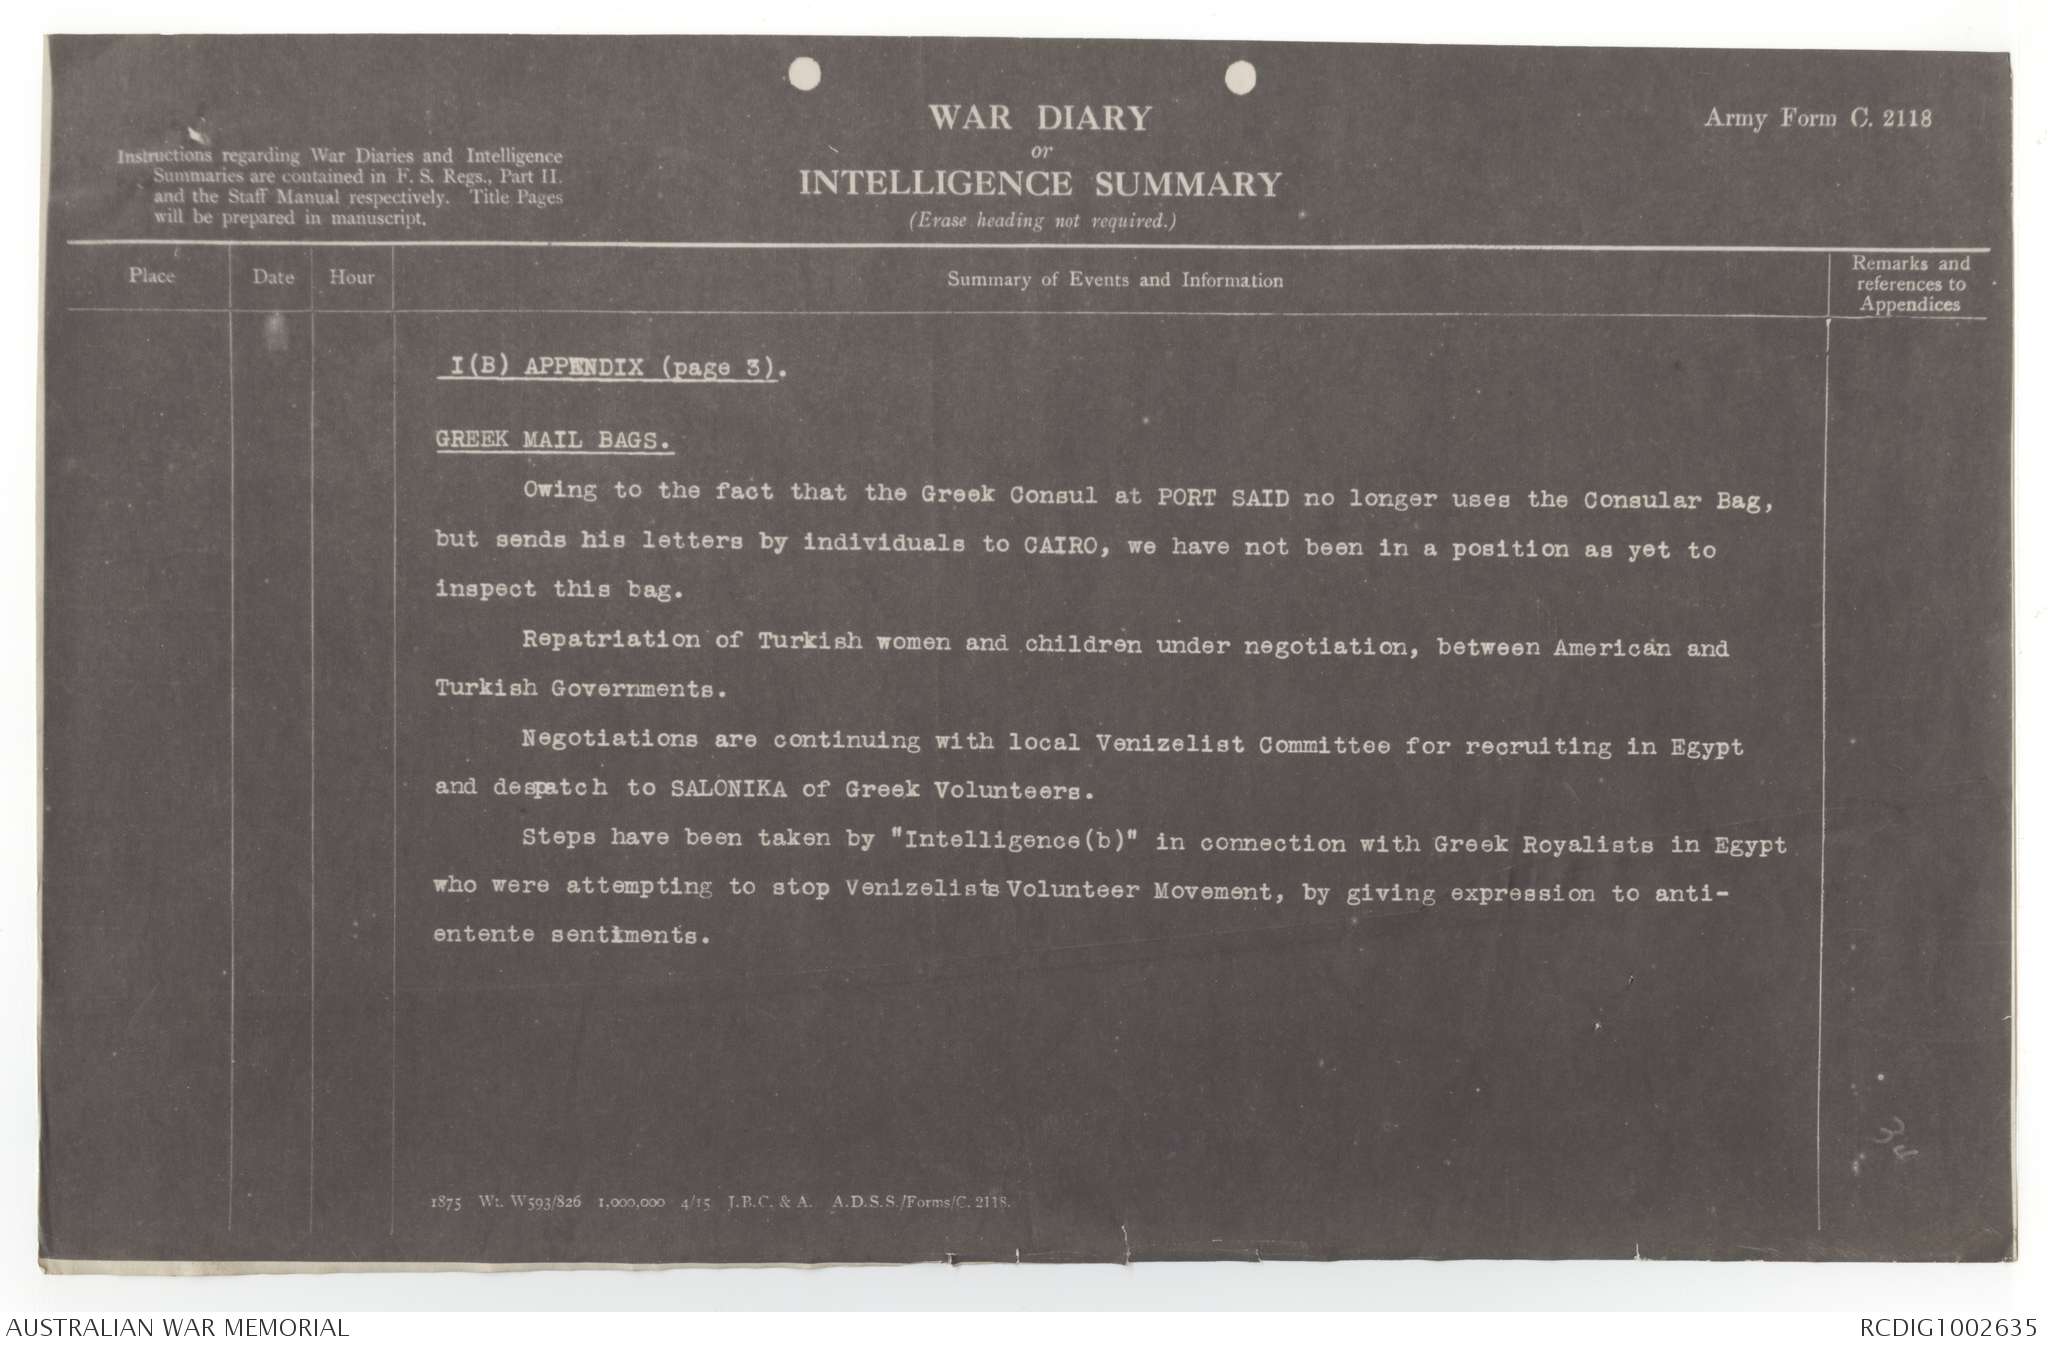 WAR DIARY
or
INTELLIGENCE SUMMARY
(Erase heading not required.)
Army Form C. 2118
Instructions regarding War Diaries and Intelligence
Summaries are contained in F. S. Regs., Part II.
and the Staff Manual respectively. Title Pages
will be prepared in manuscript.
Place
Date
Hour
Summary of Events and Information
Remarks and
references to
Appendices
I(B) APPENDIX (page 3).
GREEK MAIL BAGS.
Owing to the fact that the Greek Consul at PORT SAID no longer uses the Consular Bag,
but sends his letters by individuals to CAIRO, we have not been in a position as yet to
inspect this bag.
Repatriation of Turkish women and children under negotiation, between American and
Turkish Governments.
Negotiations are continuing with local Venizelist Committee for recruiting in Egypt
and despatch to SALONIKA of Greek Volunteers.
Steps have been taken by "Intelligence(b)" in connection with Greek Royalists in Egypt
who were attempting to stop Venizelists Volunteer Movement, by giving expression to anti-
entente sentiments.
1875 Wt. W593/826 1,000,000 4/15 J.B.C. & A. A.D.S.S./Forms/C. 2118.
AUSTRALIAN WAR MEMORIAL
RCDIG1002635